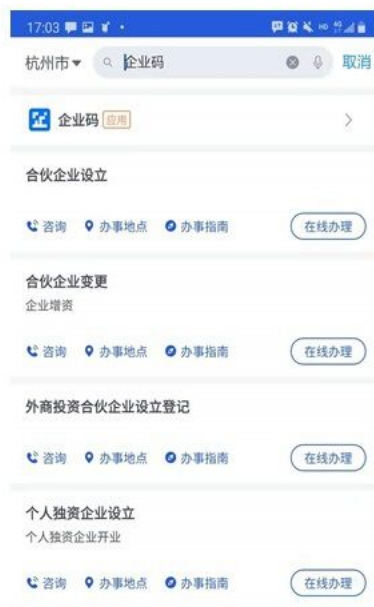 17:03
杭州市 企业码 取消
企业码 应用
合伙企业设立
咨询 办事地点 办事指南 在线办理
合伙企业变更
企业增资
咨询 办事地点 办事指南 在线办理
外商投资合伙企业设立登记
咨询 办事地点 办事指南 在线办理
个人独资企业设立
个人独资企业开业
咨询 办事地点 办事指南 在线办理